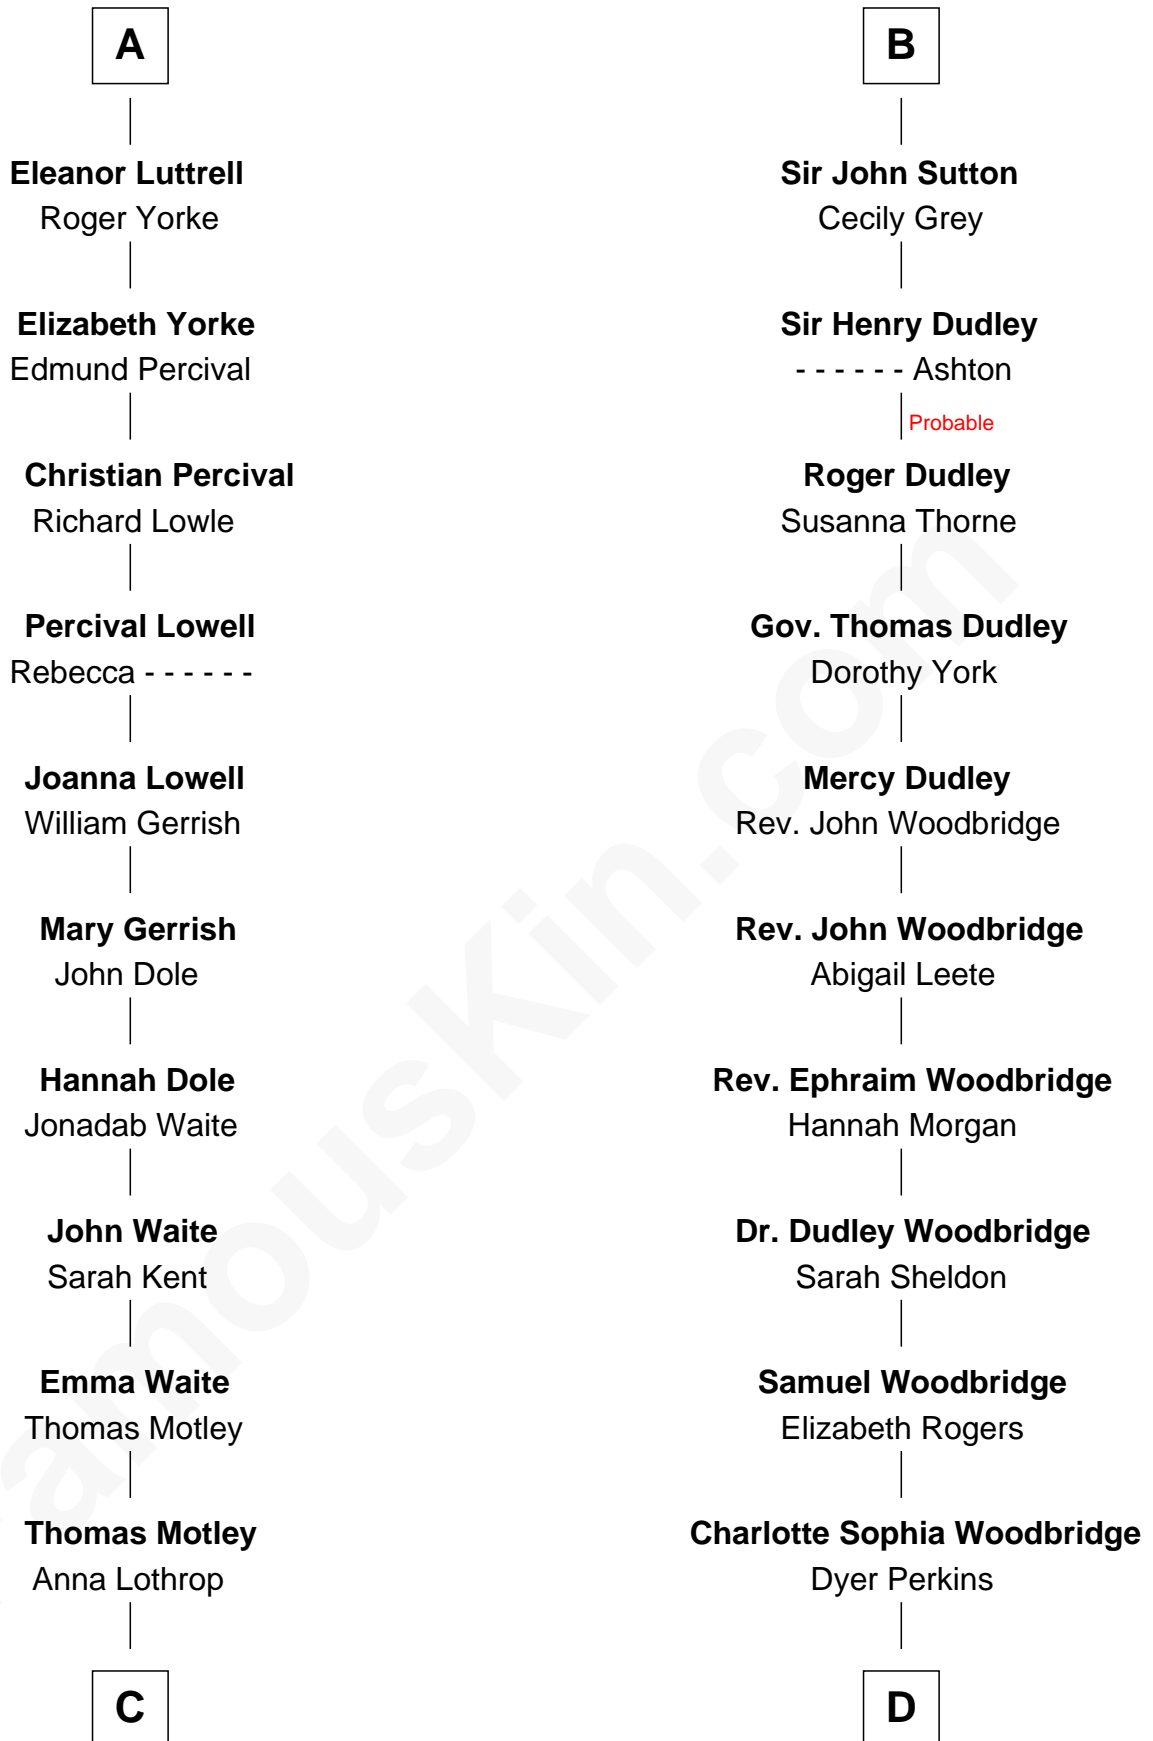 A
Eleanor Luttrell
Roger Yorke
Elizabeth Yorke
Edmund Percival
Christian Percival
Richard Lowle
Percival Lowell
Rebecca - - - - - -
Joanna Lowell
William Gerrish
Mary Gerrish
John Dole
Hannah Dole
Jonadab Waite
John Waite
Sarah Kent
Emma Waite
Thomas Motley
Thomas Motley
Anna Lothrop
C
B
Sir John Sutton
Cecily Grey
Sir Henry Dudley
- - - - - - Ashton
Probable
Roger Dudley
Susanna Thorne
Gov. Thomas Dudley
Dorothy York
Mercy Dudley
Rev. John Woodbridge
Rev. John Woodbridge
Abigail Leete
Rev. Ephraim Woodbridge
Hannah Morgan
Dr. Dudley Woodbridge
Sarah Sheldon
Samuel Woodbridge
Elizabeth Rogers
Charlotte Sophia Woodbridge
Dyer Perkins
D
amouskin.com